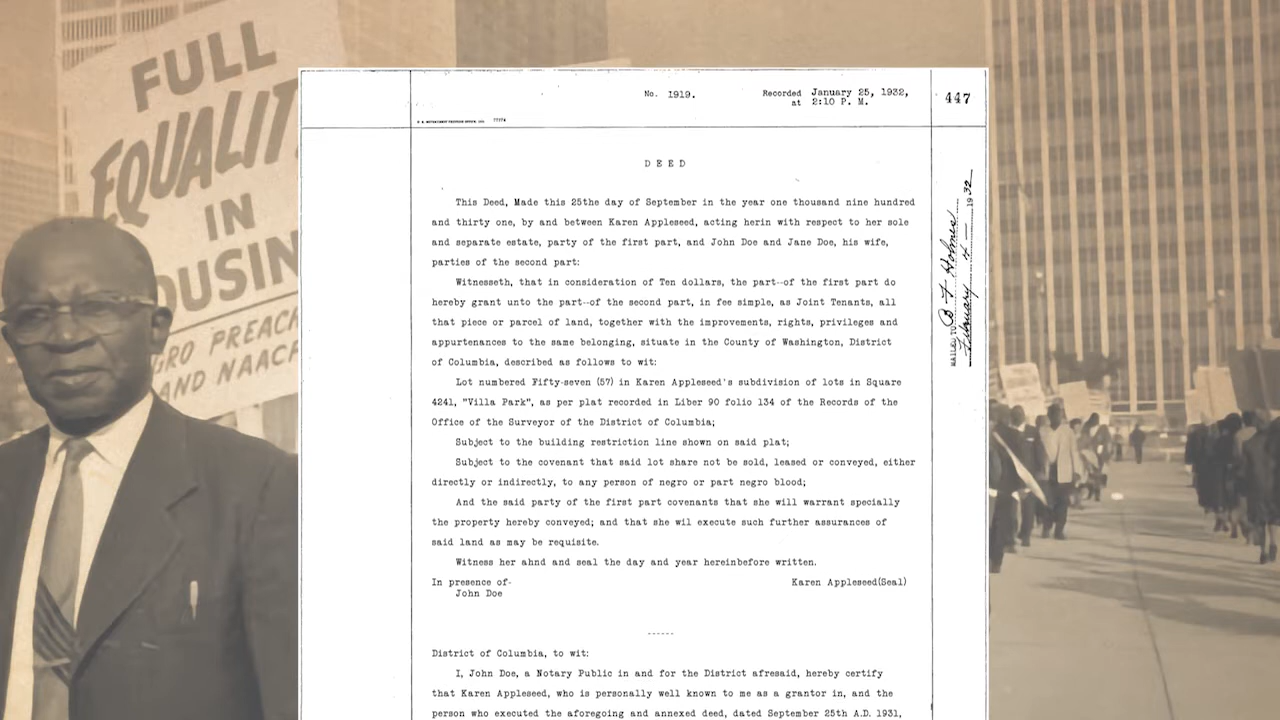 FULL
EQUALIT
IN
OUSIN
GRO PREACH
AND NAACP
No. 1919.
Recorded January 25, 1932,
at 2:10 P. M.
447
77374
DEED
This Deed, Made this 25the day of September in the year one thousand nine hundred
and thirty one, by and between Karen Appleseed, acting herin with respect to her sole
and separate estate, party of the first part, and John Doe and Jane Doe, his wife,
parties of the second part:
Witnesseth, that in consideration of Ten dollars, the part--of the first part do
hereby grant unto the part--of the second part, in fee simple, as Joint Tenants, all
that piece or parcel of land, together with the improvements, rights, privileges and
appurtenances to the same belonging, situate in the County of Washington, District
of Columbia, described as follows to wit:
Lot numbered Fifty-seven (57) in Karen Appleseed's subdivision of lots in Square
4241, "Villa Park", as per plat recorded in Liber 90 folio 134 of the Records of the
Office of the Surveyor of the District of Columbia;
Subject to the building restriction line shown on said plat;
Subject to the covenant that said lot share not be sold, leased or conveyed, either
directly or indirectly, to any person of negro or part negro blood;
And the said party of the first part covenants that she will warrant specially
the property hereby conveyed; and that she wil execute such further assurances of
said land as may be requisite.
Witness her ahnd and seal the day and year hereinbefore written.
In presence of- Karen Appleseed(Seal)
John Doe
------
District of Columbia, to wit:
I, John Doe, a Notary Public in and for the District afresaid, hereby certify
that Karen Appleseed, who is personally well known to me as a grantor in, and the
person who executed the aforegoing and annexed deed, dated September 25th A.D. 1931,
MAILED TO B F Holmes
February 4 1932